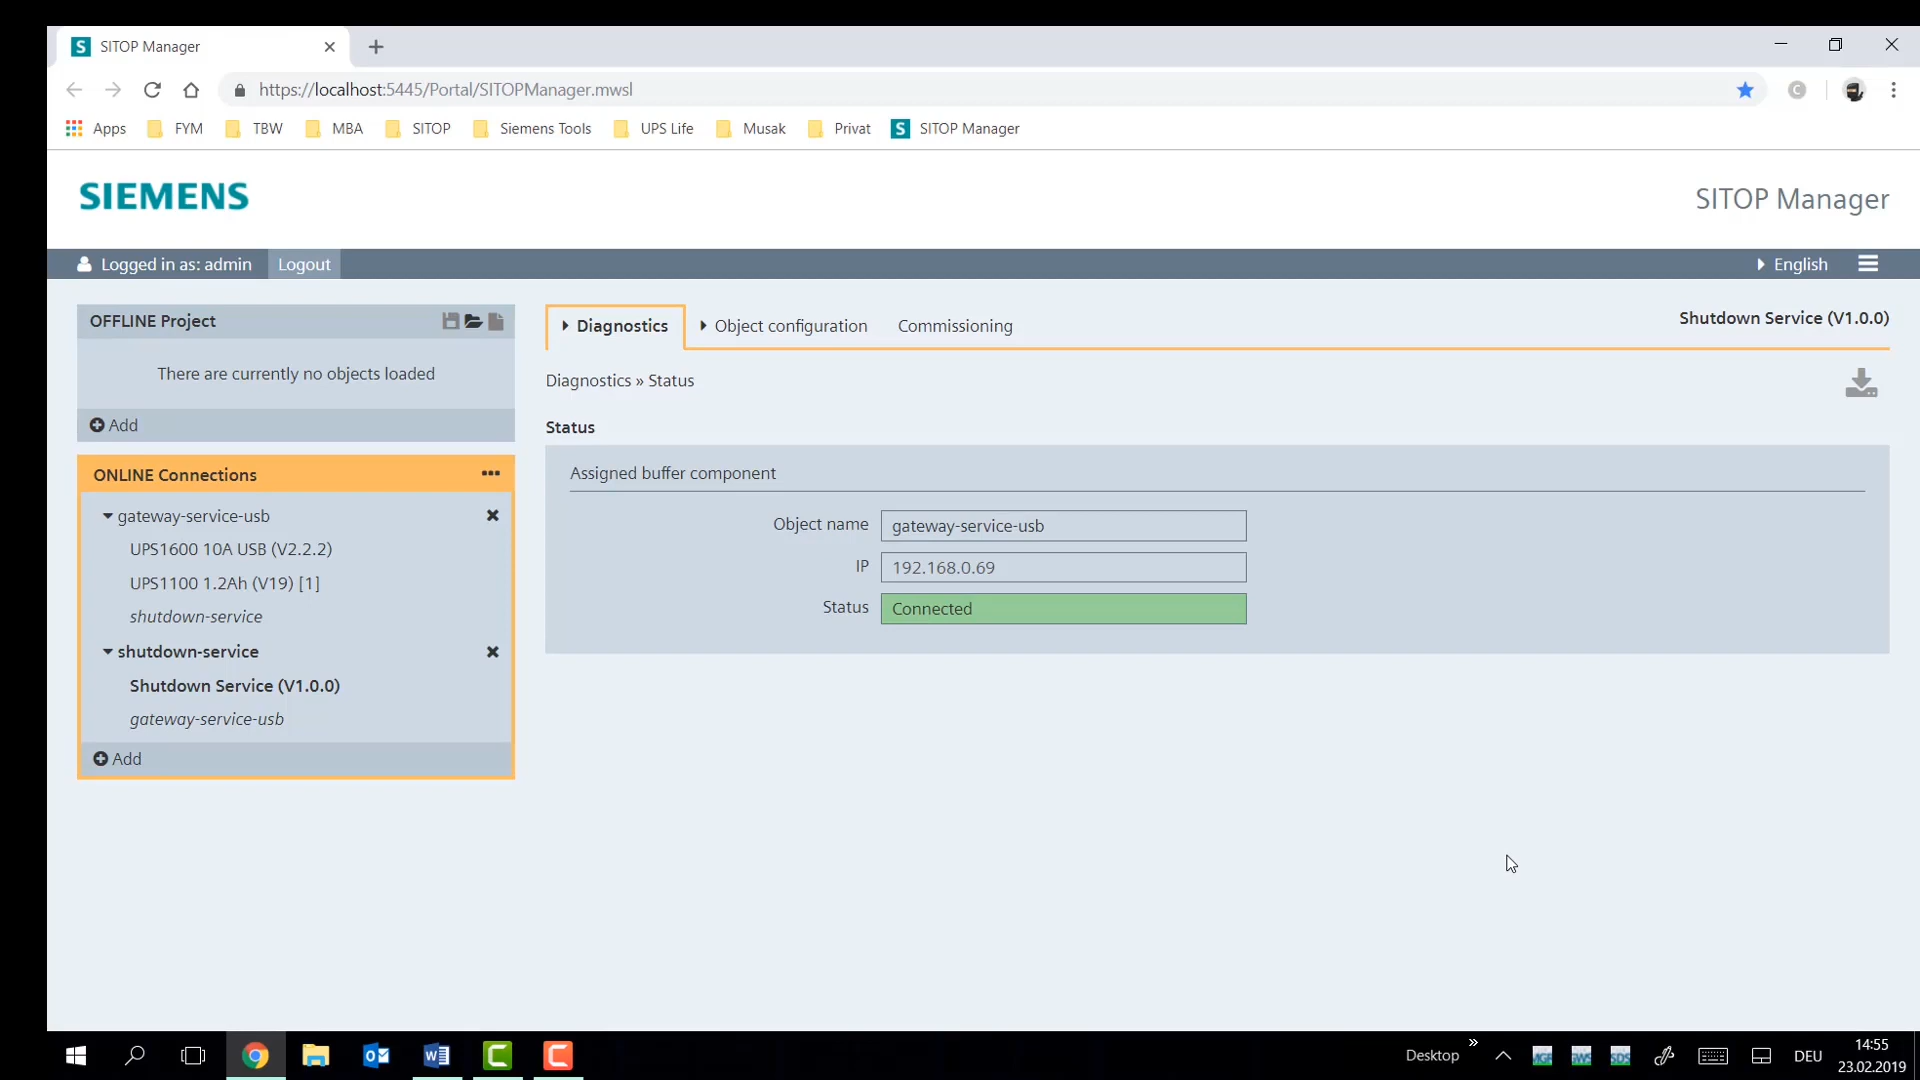 SITOP Manager
https://localhost:5445/Portal/SITOPManager.mwsl
Apps FYM TBW MBA SITOP Siemens Tools UPS Life Musak Privat SITOP Manager
SIEMENS
SITOP Manager
Logged in as: admin Logout English
OFFLINE Project
There are currently no objects loaded
Add
ONLINE Connections
gateway-service-usb
UPS1600 10A USB (V2.2.2)
UPS1100 1.2Ah (V19) [1]
shutdown-service
shutdown-service
Shutdown Service (V1.0.0)
gateway-service-usb
Add
Diagnostics Object configuration Commissioning
Shutdown Service (V1.0.0)
Diagnostics » Status
Status
Assigned buffer component
Object name gateway-service-usb
IP 192.168.0.69
Status Connected
Desktop
DEU
14:55
23.02.2019